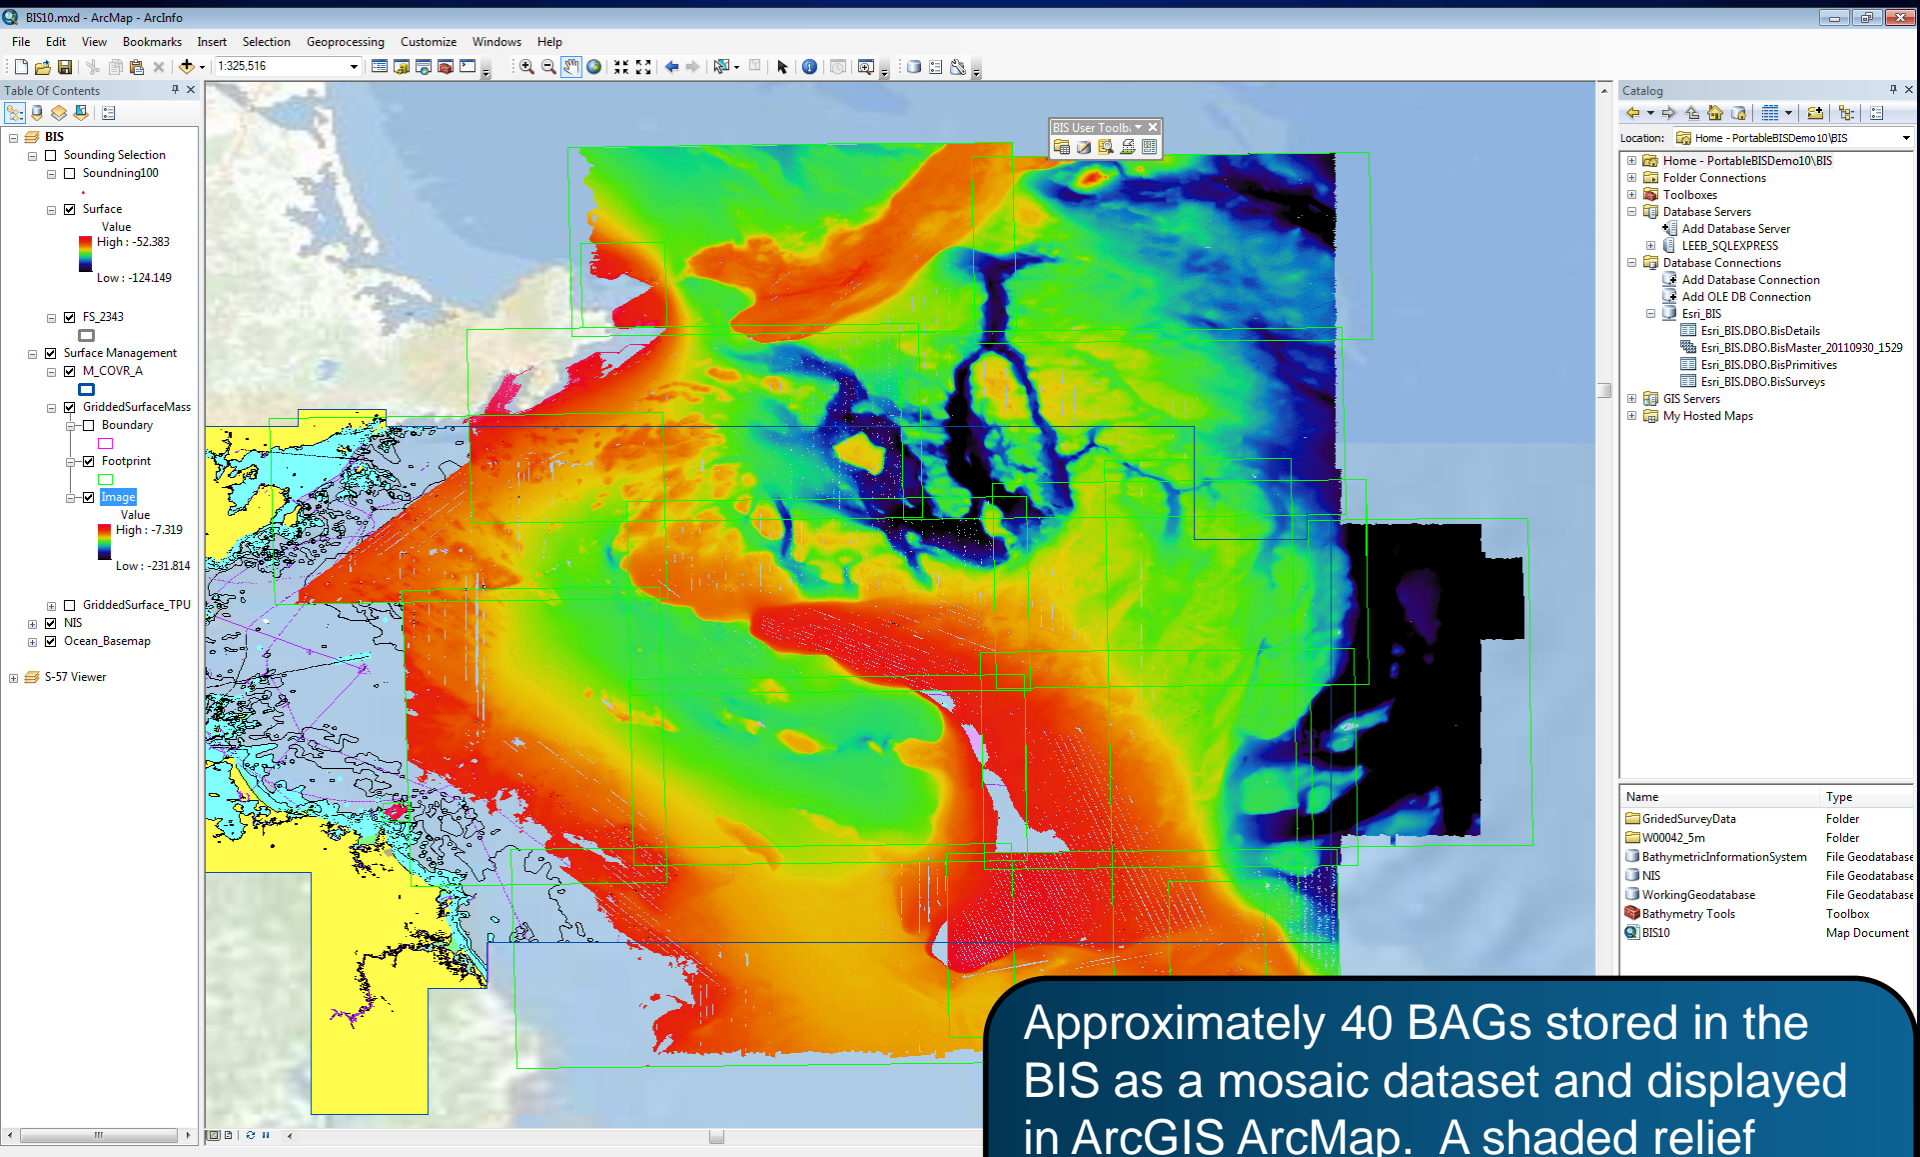 BIS10.mxd - ArcMap - ArcInfo
File Edit View Bookmarks Insert Selection Geoprocessing Customize Windows Help
1:325,516
Table Of Contents
BIS
Sounding Selection
Soundning100
Surface
Value
High : -52.383
Low : -124.149
FS_2343
Surface Management
M_COVR_A
GriddedSurfaceMass
Boundary
Footprint
Image
Value
High : -7.319
Low : -231.814
GriddedSurface_TPU
NIS
Ocean_Basemap
S-57 Viewer
BIS User Toolb
Catalog
Location: Home - PortableBISDemo10\BIS
Home - PortableBISDemo10\BIS
Folder Connections
Toolboxes
Database Servers
Add Database Server
LEEB_SQLEXPRESS
Database Connections
Add Database Connection
Add OLE DB Connection
Esri_BIS
Esri_BIS.DBO.BisDetails
Esri_BIS.DBO.BisMaster_20110930_1529
Esri_BIS.DBO.BisPrimitives
Esri_BIS.DBO.BisSurveys
GIS Servers
My Hosted Maps
Name Type
GridedSurveyData Folder
W00042_5m Folder
BathymetricInformationSystem File Geodatabase
NIS File Geodatabase
WorkingGeodatabase File Geodatabase
Bathymetry Tools Toolbox
BIS10 Map Document
Approximately 40 BAGs stored in the
BIS as a mosaic dataset and displayed
in ArcGIS ArcMap. A shaded relief